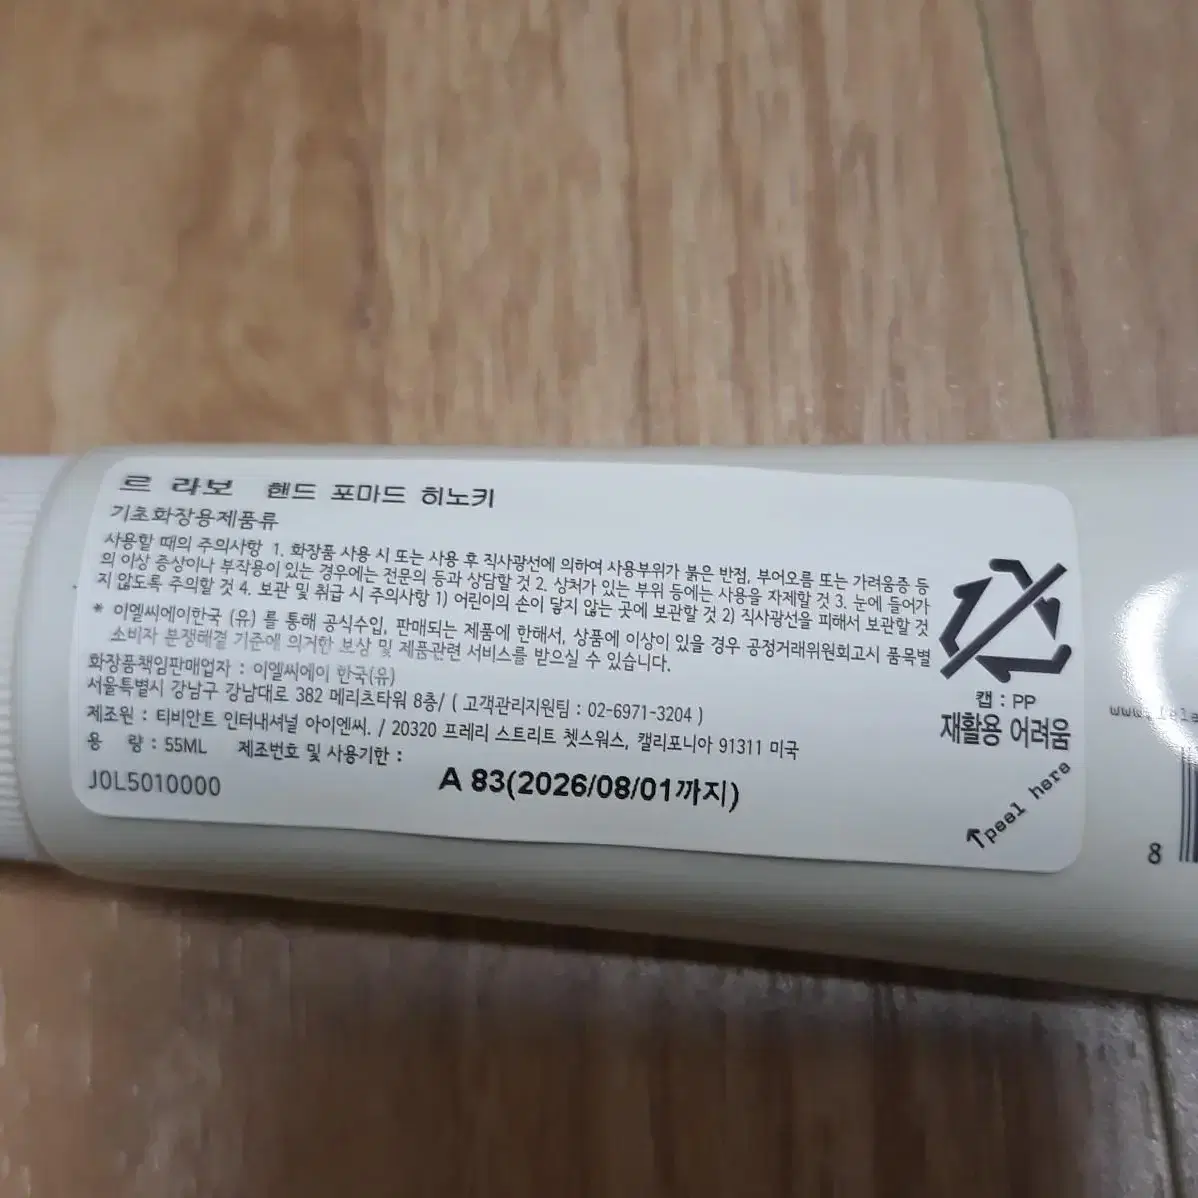 르 라보 핸드 포마드 히노키
기초화장용제품류
사용할 때의 주의사항 1. 화장품 사용 시 또는 사용 후 직사광선에 의하여 사용부위가 붉은 반점, 부어오름 또는 가려움증 등
의 이상 증상이나 부작용이 있는 경우에는 전문의 등과 상담할 것 2. 상처가 있는 부위 등에는 사용을 자제할 것 3. 눈에 들어가
지 않도록 주의할 것 4. 보관 및 취급 시 주의사항 1) 어린이의 손이 닿지 않는 곳에 보관할 것 2) 직사광선을 피해서 보관할 것
* 이엘씨에이한국 (유) 를 통해 공식수입, 판매되는 제품에 한해서, 상품에 이상이 있을 경우 공정거래위원회고시 품목별
소비자 분쟁해결 기준에 의거한 보상 및 제품관련 서비스를 받으실 수 있습니다.
화장품책임판매업자 : 이엘씨에이 한국(유)
서울특별시 강남구 강남대로 382 메리츠타워 8층/ ( 고객관리지원팀 : 02-6971-3204 )
제조원 : 티비안트 인터내셔널 아이엔씨. / 20320 프레리 스트리트 쳇스워스, 캘리포니아 91311 미국
용 량 : 55ML 제조번호 및 사용기한 :
J0L5010000
A 83(2026/08/01까지)
캡 : PP
재활용 어려움
peel here
8